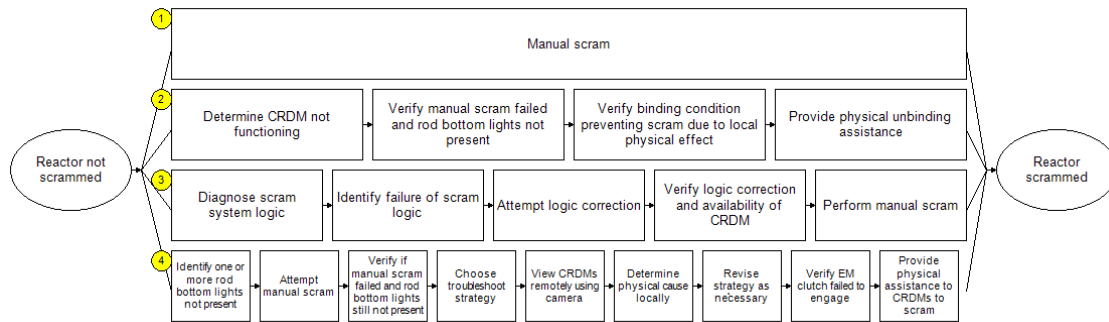 1
Manual scram
2
Determine CRDM not
functioning
Verify manual scram failed
and rod bottom lights not
present
Verify binding condition
preventing scram due to local
physical effect
Provide physical unbinding
assistance
Reactor not
scrammed
Reactor
scrammed
3
Diagnose scram
system logic
Identify failure of scram
logic
Attempt logic correction
Verify logic correction
and availability of
CRDM
Perform manual scram
4
Identify one or
more rod
bottom lights
not present
Attempt
manual scram
Verify if
manual scram
failed and rod
bottom lights
still not present
Choose
troubleshoot
strategy
View CRDMs
remotely using
camera
Determine
physical cause
locally
Revise
strategy as
necessary
Verify EM
clutch failed to
engage
Provide
physical
assistance to
CRDMs to
scram